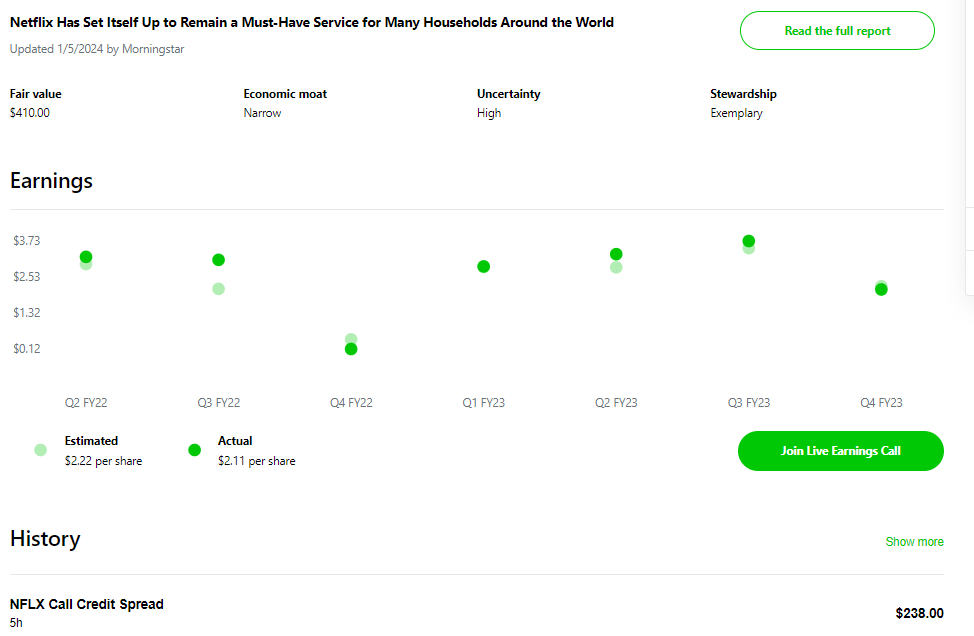 Netflix Has Set Itself Up to Remain a Must-Have Service for Many Households Around the World
Updated 1/5/2024 by Morningstar
Read the full report
Fair value
$410.00
Economic moat
Narrow
Uncertainty
High
Stewardship
Exemplary
Earnings
$3.73
$2.53
$1.32
$0.12
Q2 FY22 Q3 FY22 Q4 FY22 Q1 FY23 Q2 FY23 Q3 FY23 Q4 FY23
Estimated
$2.22 per share
Actual
$2.11 per share
Join Live Earnings Call
History
Show more
NFLX Call Credit Spread
5h
$238.00